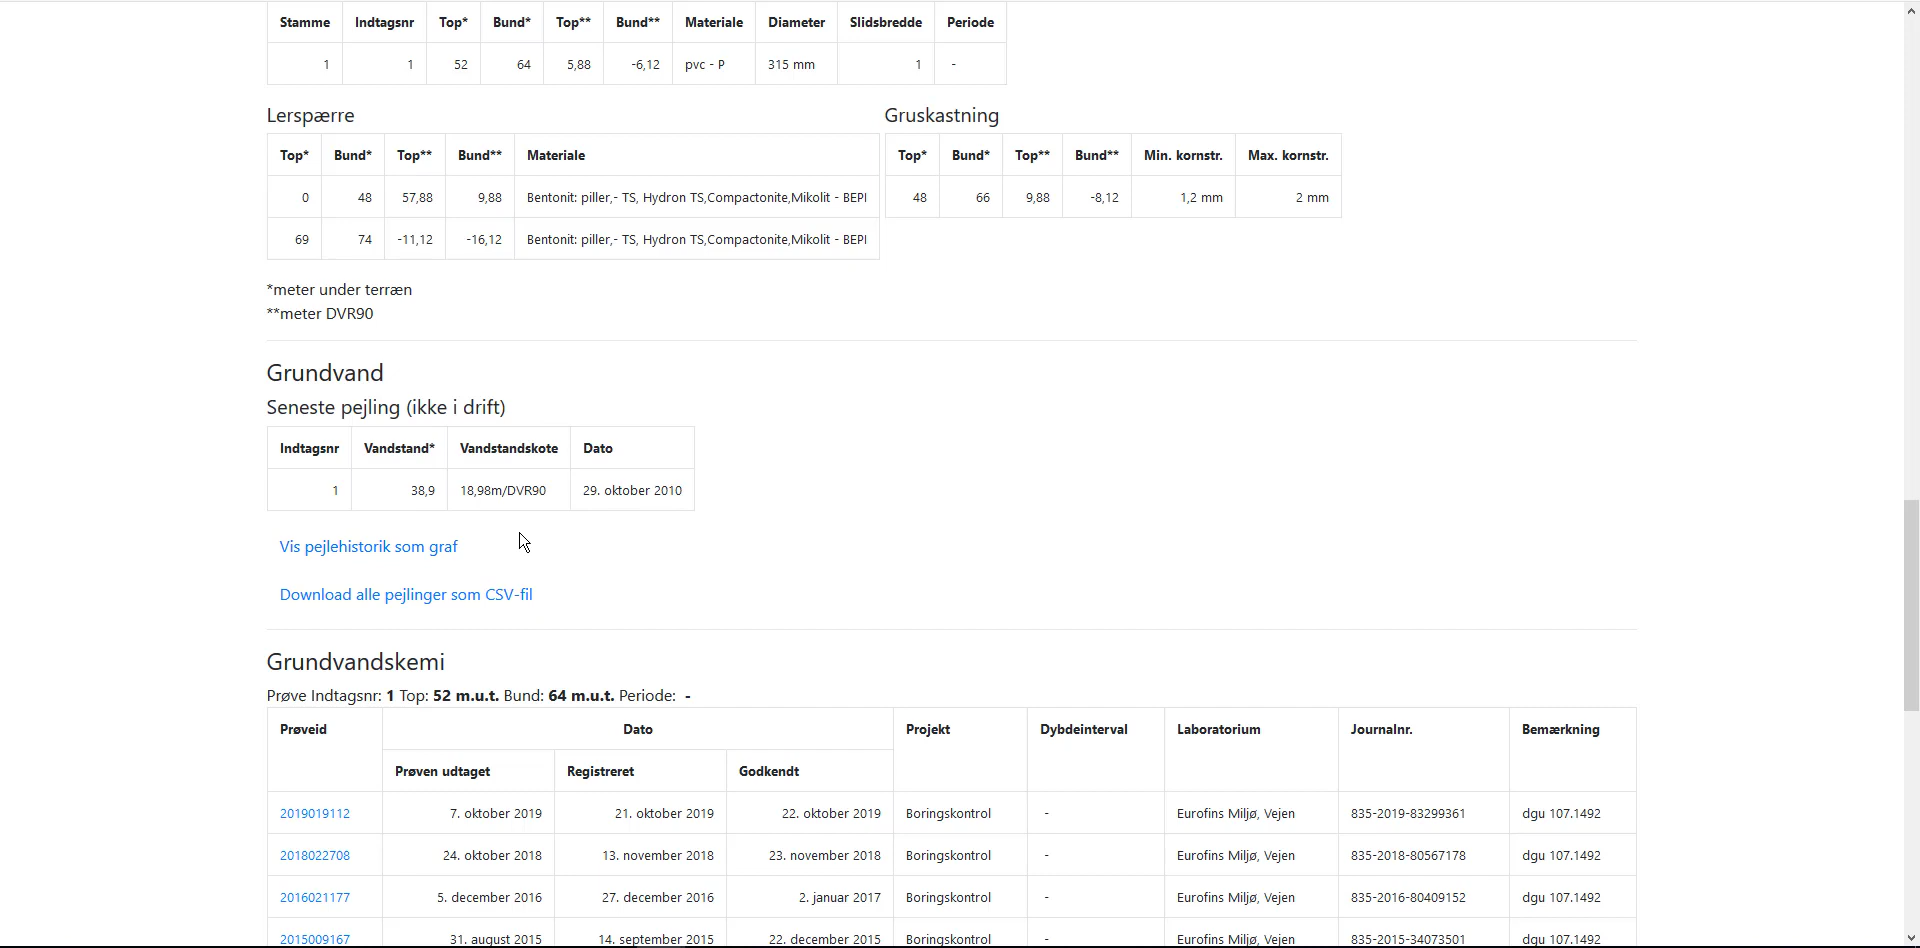 Stamme Indtagsnr Top* Bund* Top** Bund** Materiale Diameter Slidsbredde Periode
1 1 52 64 5,88 -6,12 pvc - P 315 mm 1 -
Lerspærre
Top* Bund* Top** Bund** Materiale
0 48 57,88 9,88 Bentonit: piller,- TS, Hydron TS,Compactonite,Mikolit - BEPI
69 74 -11,12 -16,12 Bentonit: piller,- TS, Hydron TS,Compactonite,Mikolit - BEPI
Gruskastning
Top* Bund* Top** Bund** Min. kornstr. Max. kornstr.
48 66 9,88 -8,12 1,2 mm 2 mm
*meter under terræn
**meter DVR90
Grundvand
Seneste pejling (ikke i drift)
Indtagsnr Vandstand* Vandstandskote Dato
1 38,9 18,98m/DVR90 29. oktober 2010
Vis pejlehistorik som graf
Download alle pejlinger som CSV-fil
Grundvandskemi
Prøve Indtagsnr: 1 Top: 52 m.u.t. Bund: 64 m.u.t. Periode: -
Prøveid Dato Projekt Dybdeinterval Laboratorium Journalnr. Bemærkning
Prøven udtaget Registreret Godkendt
2019019112 7. oktober 2019 21. oktober 2019 22. oktober 2019 Boringskontrol - Eurofins Miljø, Vejen 835-2019-83299361 dgu 107.1492
2018022708 24. oktober 2018 13. november 2018 23. november 2018 Boringskontrol - Eurofins Miljø, Vejen 835-2018-80567178 dgu 107.1492
2016021177 5. december 2016 27. december 2016 2. januar 2017 Boringskontrol - Eurofins Miljø, Vejen 835-2016-80409152 dgu 107.1492
2015009167 31. august 2015 14. september 2015 22. december 2015 Boringskontrol - Eurofins Miljø, Vejen 835-2015-34073501 dgu 107.1492